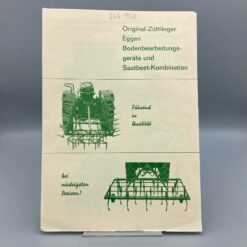 Original-Züttlinger
Eggen
Bodenbearbeitungs-
geräte und
Saatbeet-Kombination
Führend
in
Qualität
bei
niedrigsten
Preisen!